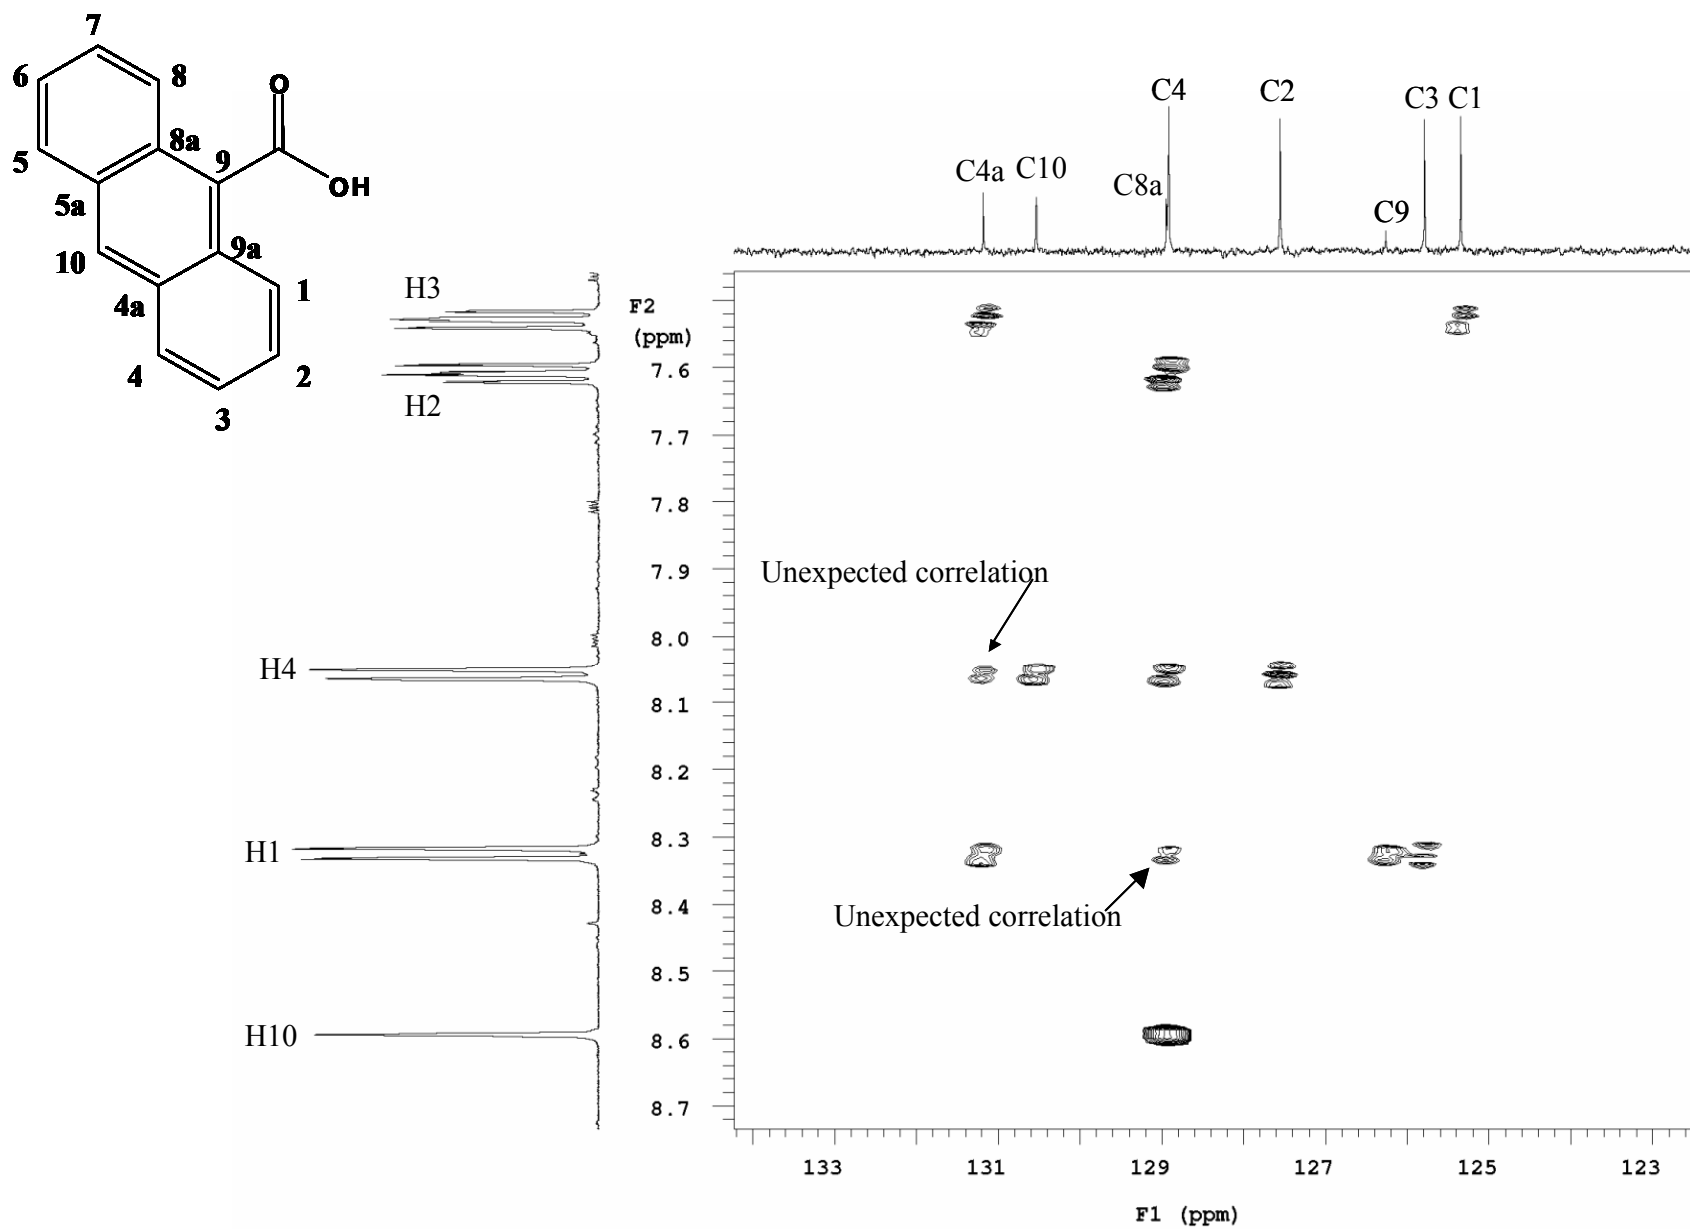 7
6
8
O
8a
9
5
OH
5a
9a
10
1
4a
4
2
3
C4
C2
C3 C1
C4a C10
C8a
C9
H3
F2
(ppm)
7.6
H2
7.7
7.8
7.9
Unexpected correlation
8.0
H4
8.1
8.2
8.3
H1
8.4
Unexpected correlation
8.5
H10
8.6
8.7
133 131 129 127 125 123
F1 (ppm)